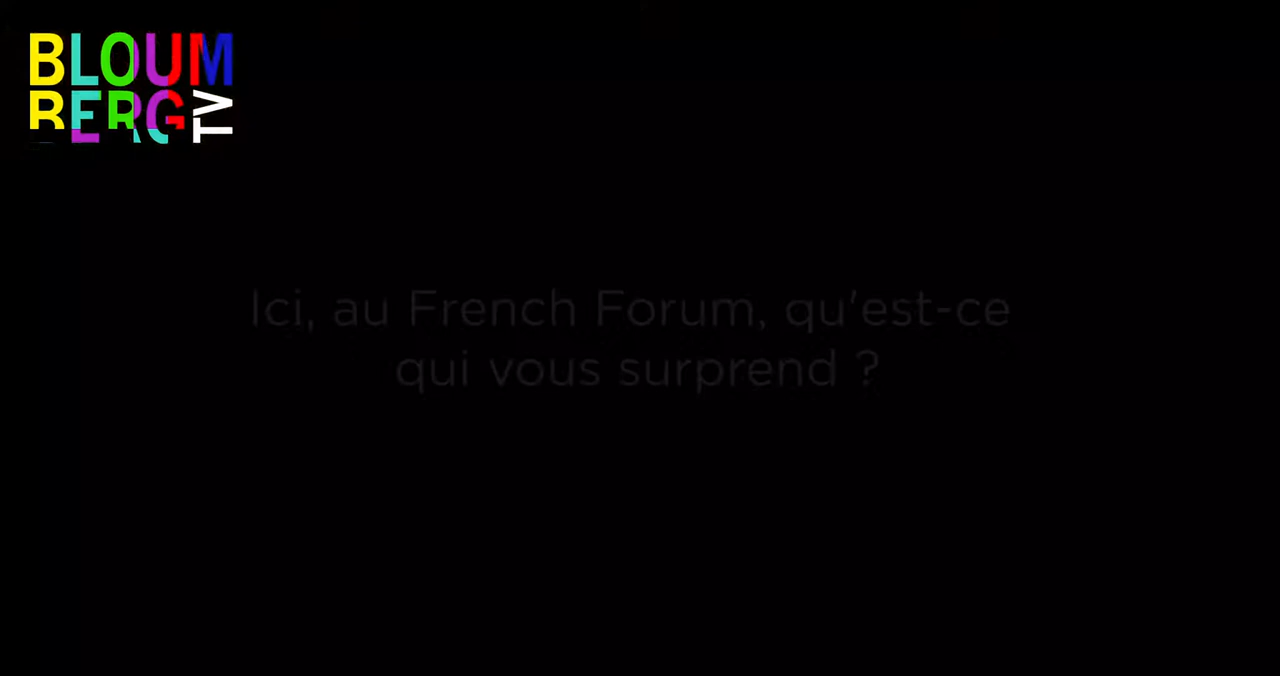 BLOUM
BERG
TV
Ici, au French Forum, qu'est-ce
qui vous surprend ?